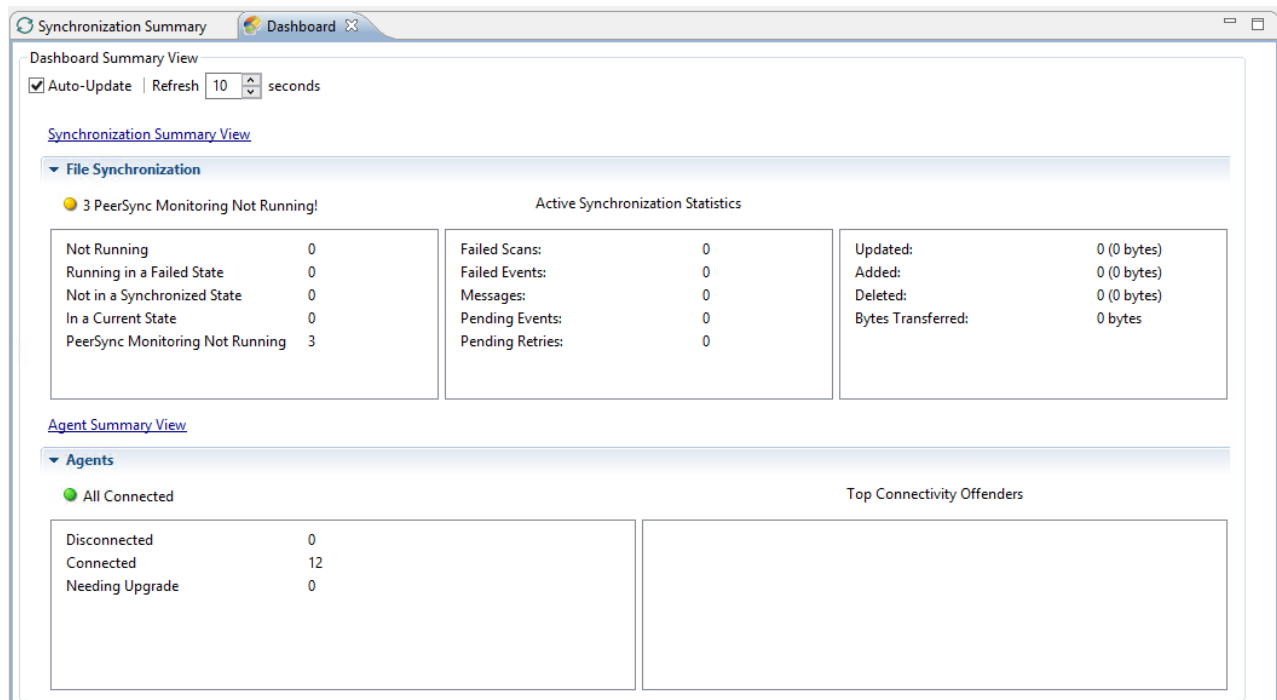 Synchronization Summary Dashboard
Dashboard Summary View
Auto-Update | Refresh 10 seconds
Synchronization Summary View
File Synchronization
3 PeerSync Monitoring Not Running! Active Synchronization Statistics
Not Running 0 Failed Scans: 0 Updated: 0 (0 bytes)
Running in a Failed State 0 Failed Events: 0 Added: 0 (0 bytes)
Not in a Synchronized State 0 Messages: 0 Deleted: 0 (0 bytes)
In a Current State 0 Pending Events: 0 Bytes Transferred: 0 bytes
PeerSync Monitoring Not Running 3 Pending Retries: 0
Agent Summary View
Agents
All Connected Top Connectivity Offenders
Disconnected 0
Connected 12
Needing Upgrade 0